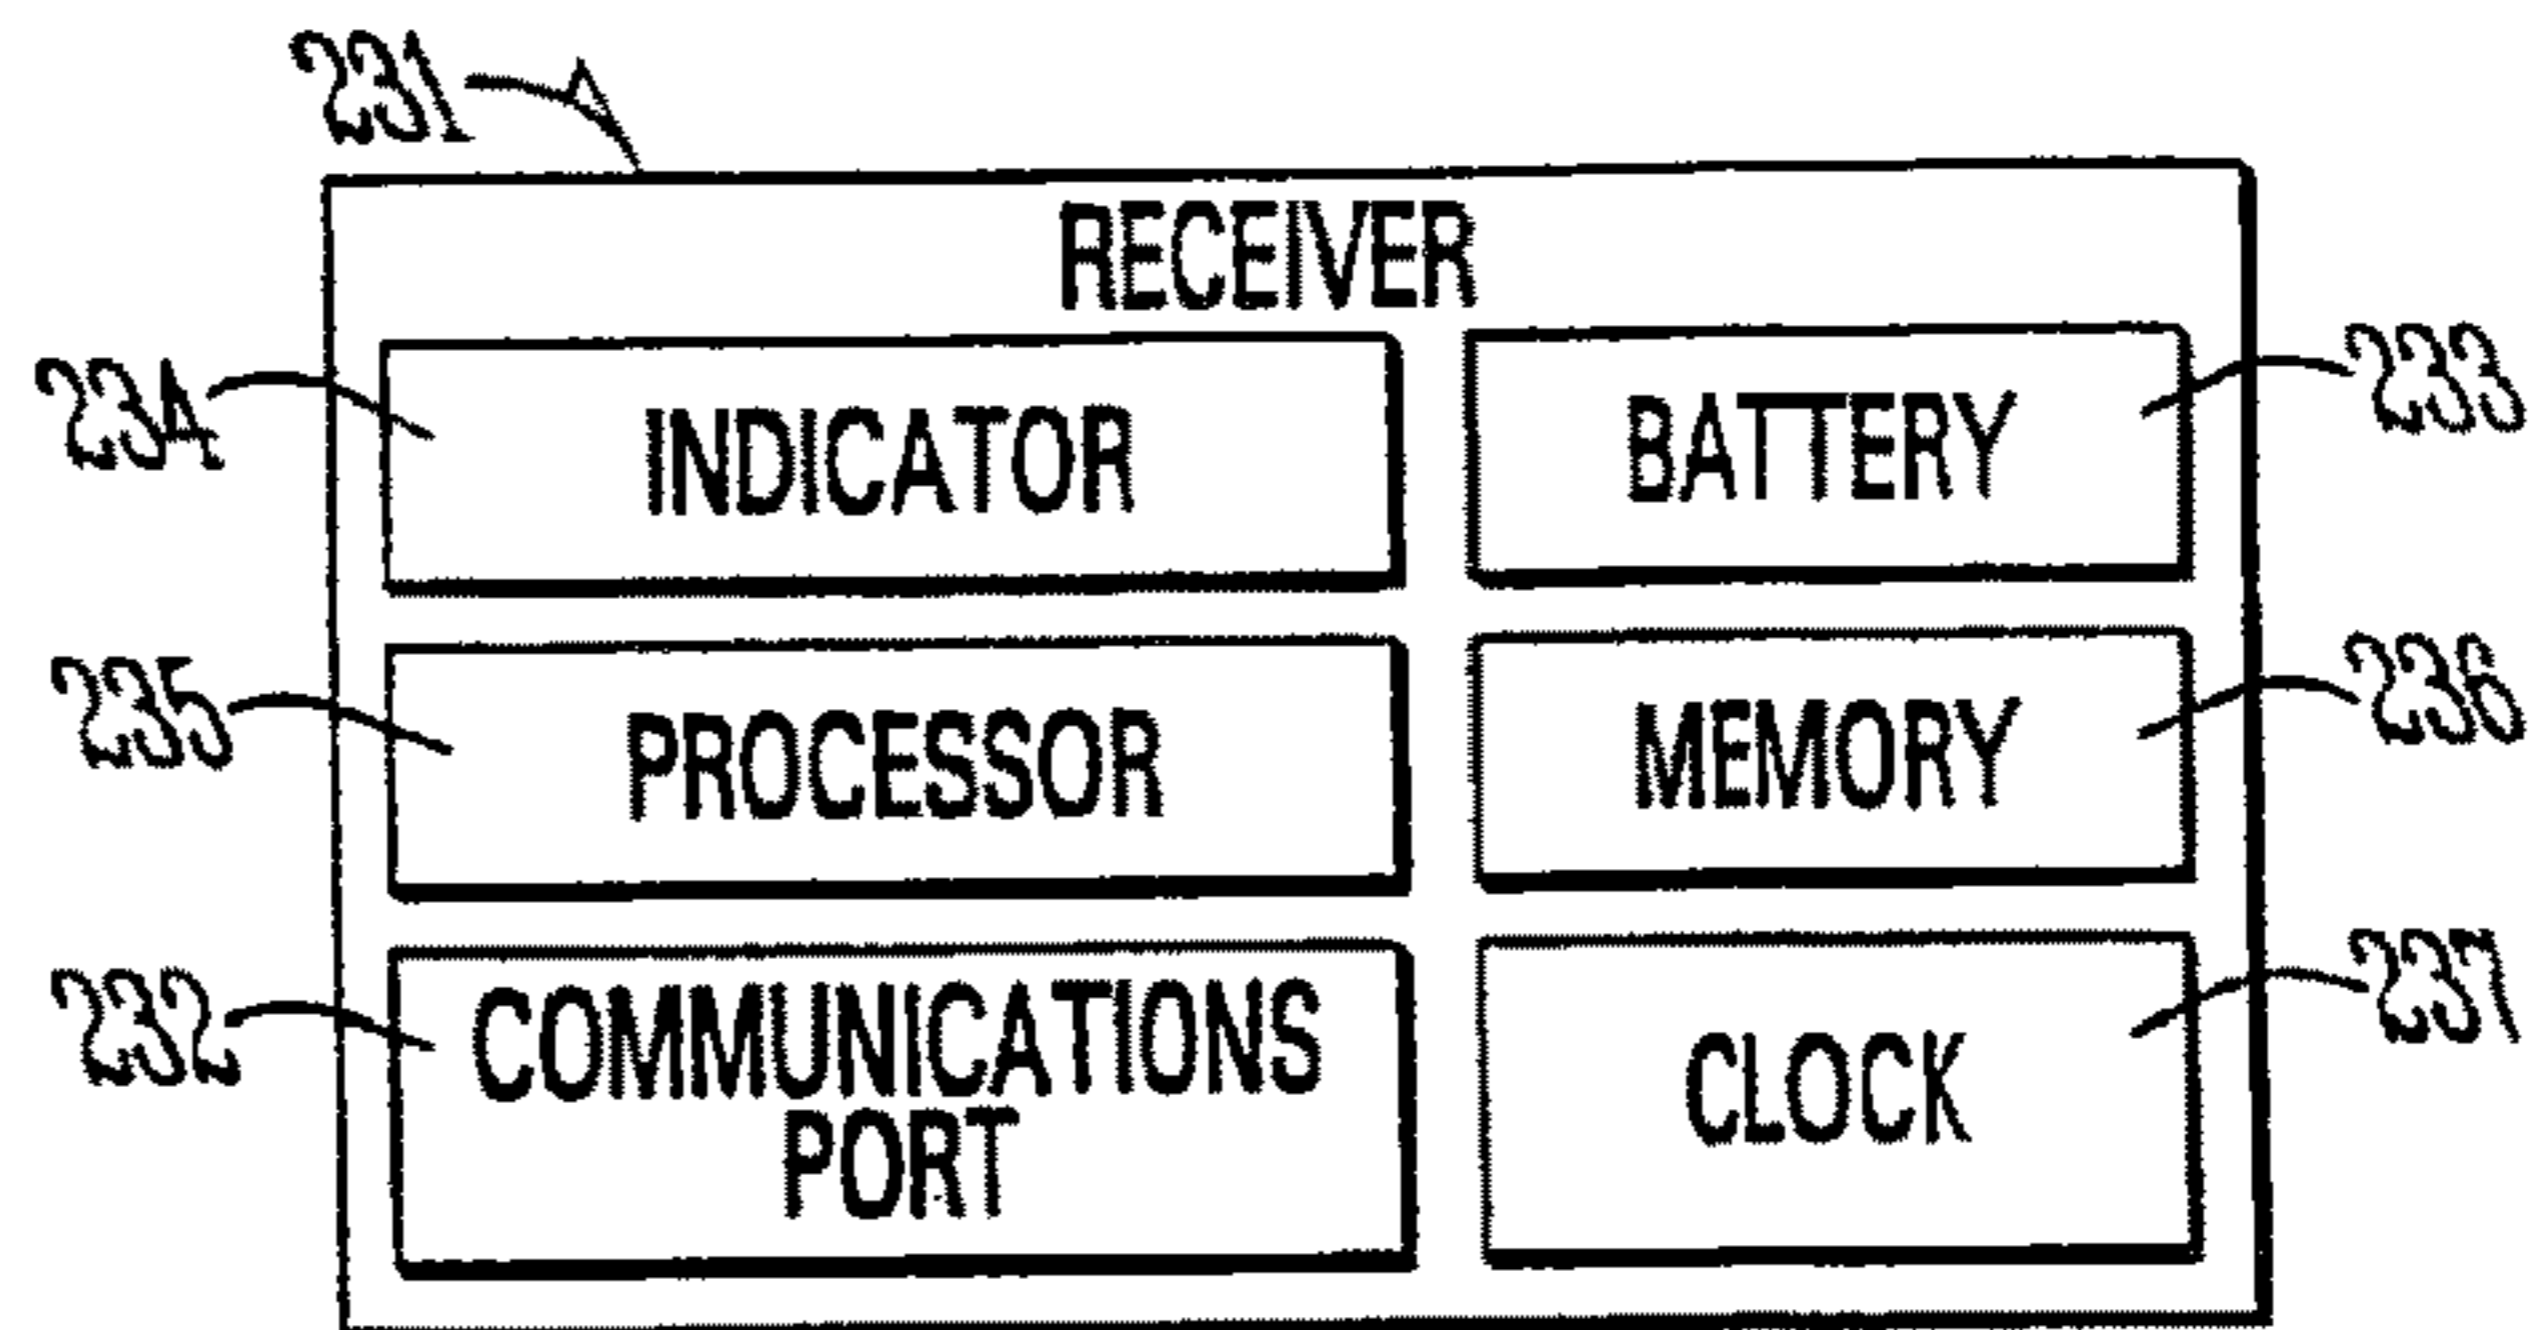 231
RECEIVER
234
INDICATOR
BATTERY
233
235
PROCESSOR
MEMORY
236
232
COMMUNICATIONS
PORT
CLOCK
237